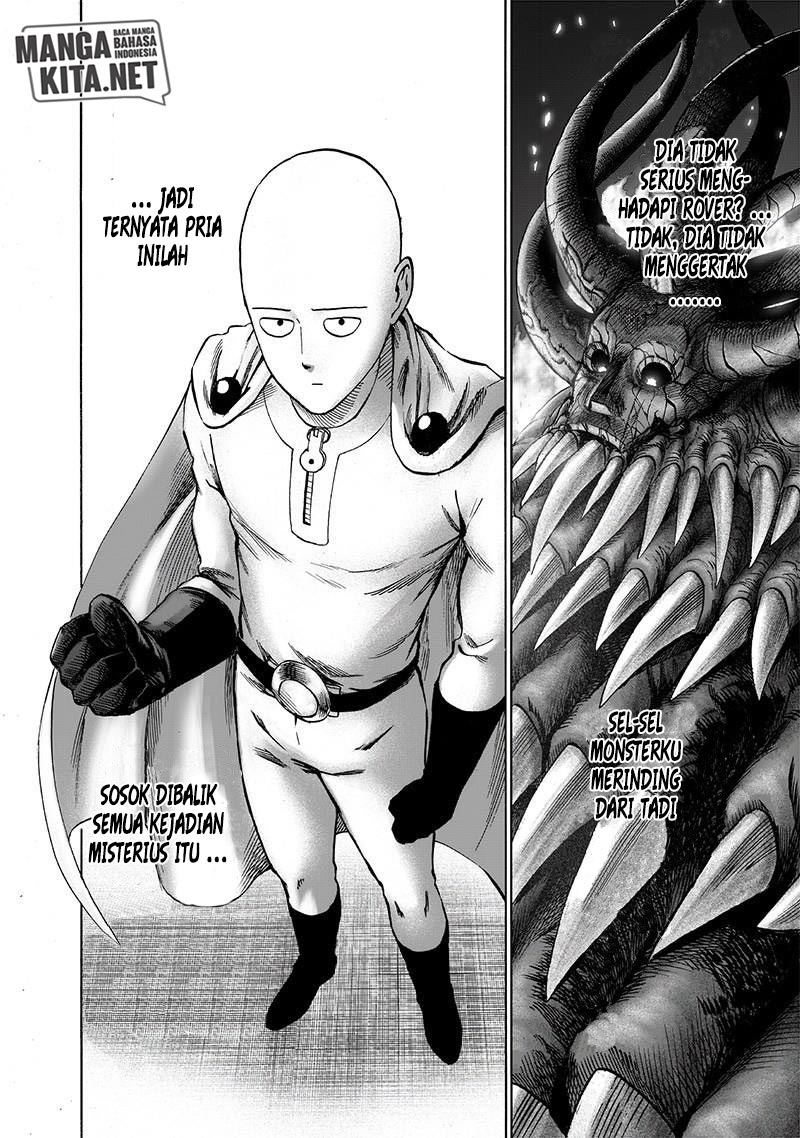 MANGA
KITA.NET
BACA MANGA
BAHASA
INDONESIA
DIA TIDAK
SERIUS MENG-
HADAPI ROVER? ...
TIDAK, DIA TIDAK
MENGGERTAK
.......
SEL-SEL
MONSTERKU
MERINDING
DARI TADI
... JADI
TERNYATA PRIA
INILAH
SOSOK DIBALIK
SEMUA KEJADIAN
MISTERIUS ITU ...